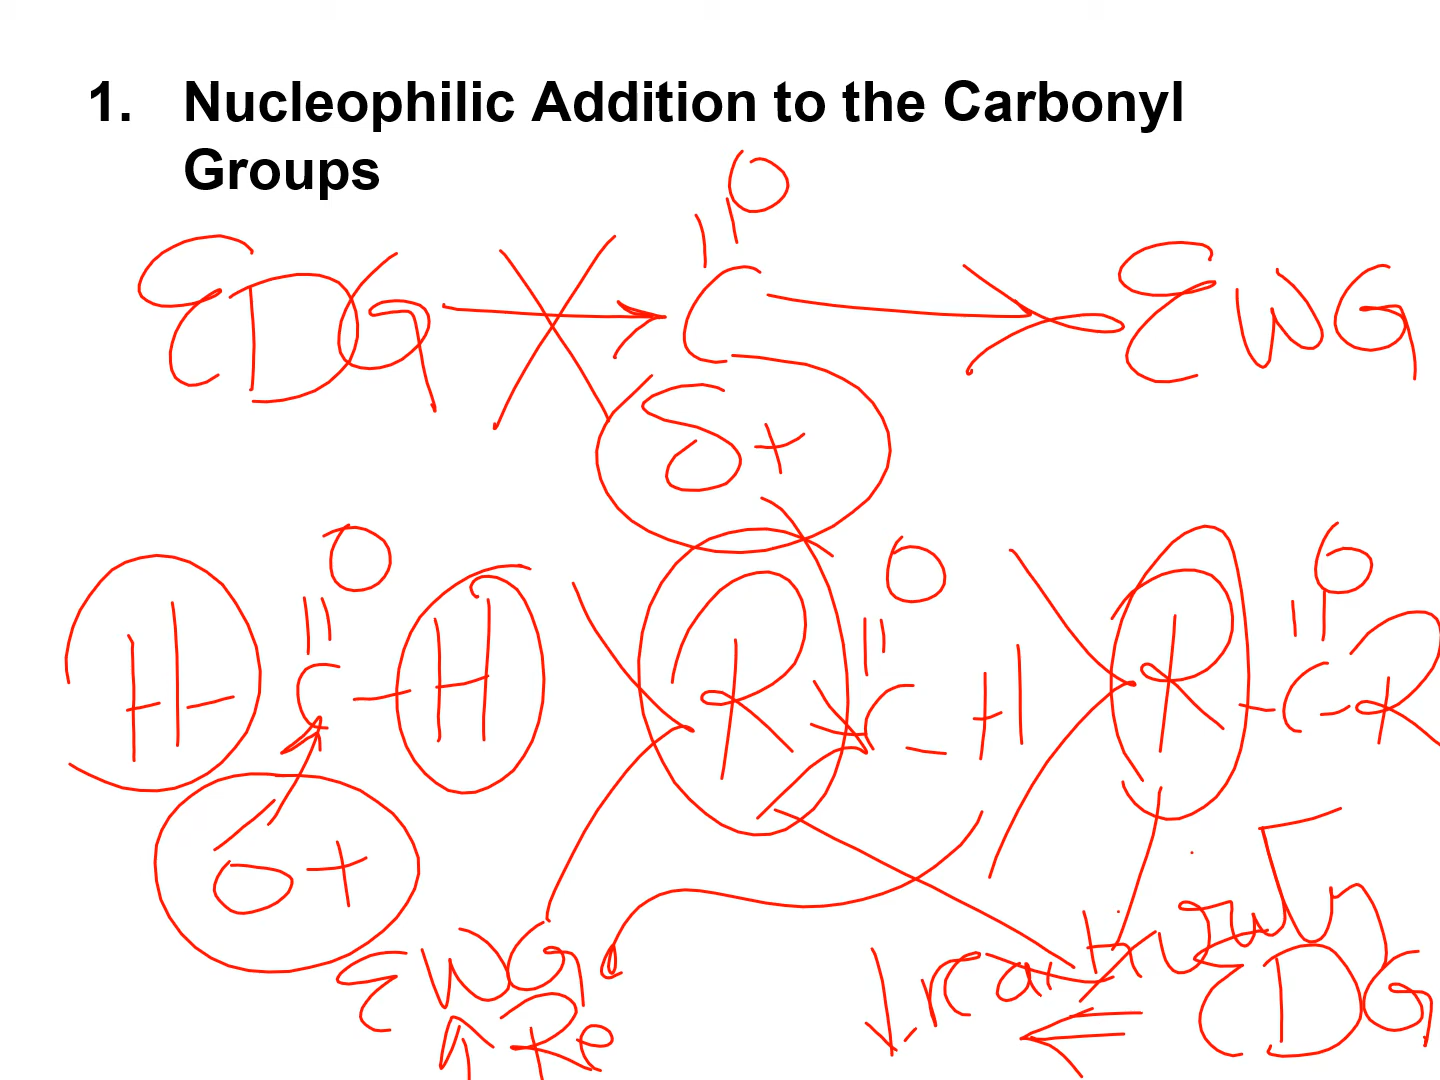 1. Nucleophilic Addition to the Carbonyl
Groups
O
EDG C EWG
δ+
O O O
H-C-H R C-H R-C-R
δ+
EWG
EDG
↑ Re